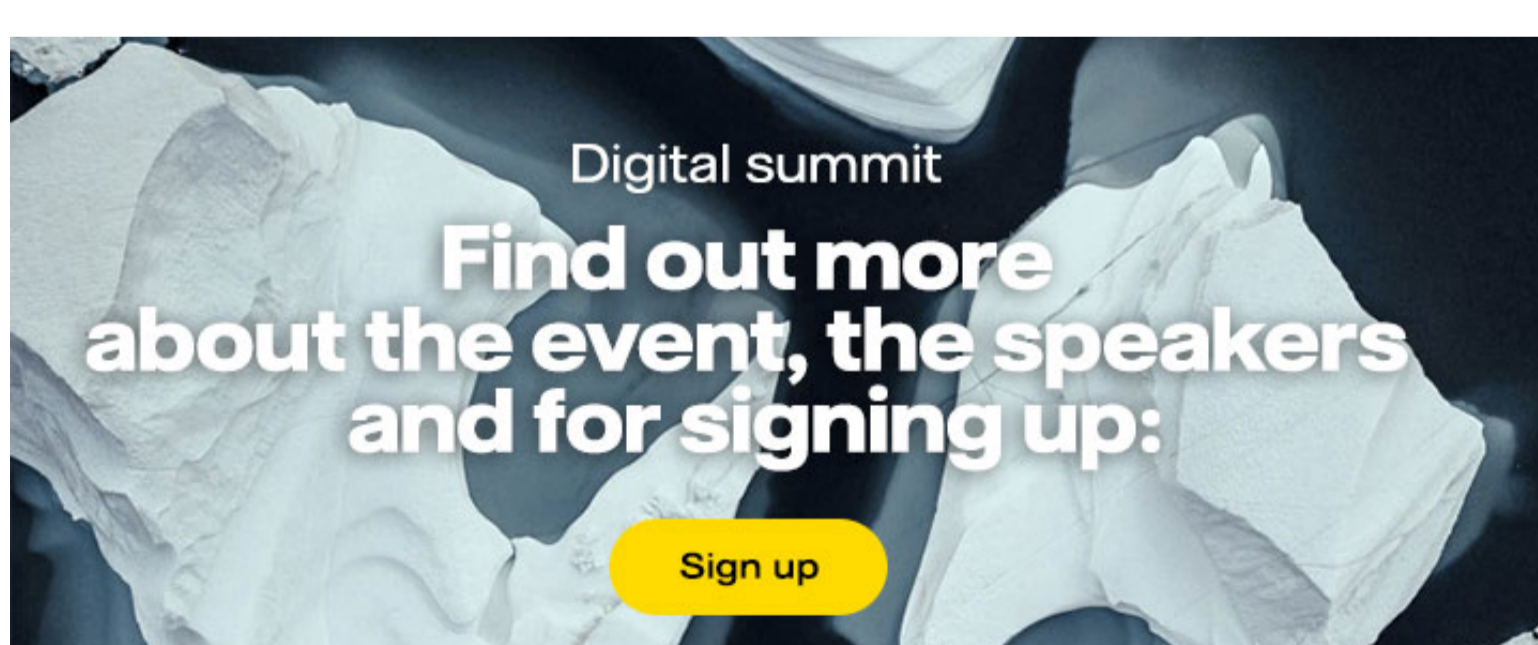 Digital summit
Find out more
about the event, the speakers
and for signing up:
Sign up